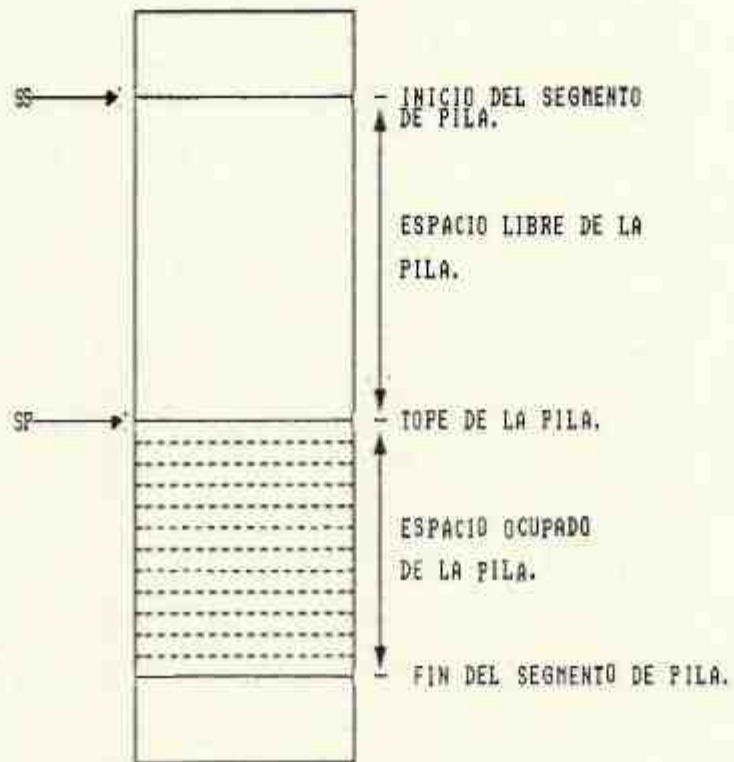 SS
INICIO DEL SEGMENTO
DE PILA.
ESPACIO LIBRE DE LA
PILA.
SP
TOPE DE LA PILA.
ESPACIO OCUPADO
DE LA PILA.
FIN DEL SEGMENTO DE PILA.